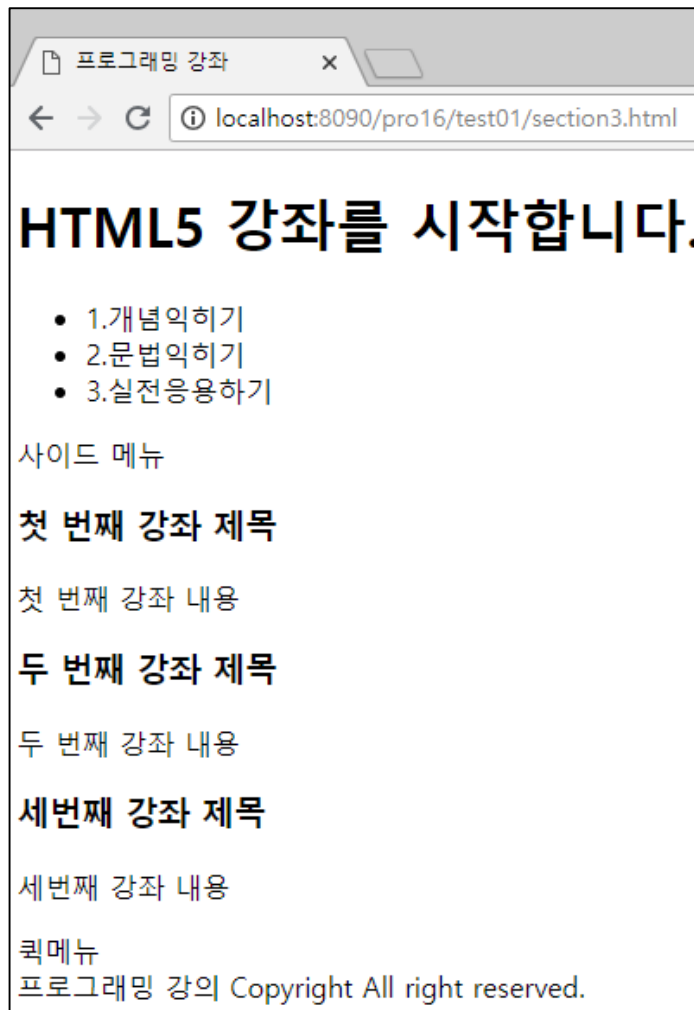 프로그래밍 강좌
localhost:8090/pro16/test01/section3.html
HTML5 강좌를 시작합니다.
1.개념익히기
2.문법익히기
3.실전응용하기
사이드 메뉴
첫 번째 강좌 제목
첫 번째 강좌 내용
두 번째 강좌 제목
두 번째 강좌 내용
세번째 강좌 제목
세번째 강좌 내용
퀵메뉴
프로그래밍 강의 Copyright All right reserved.